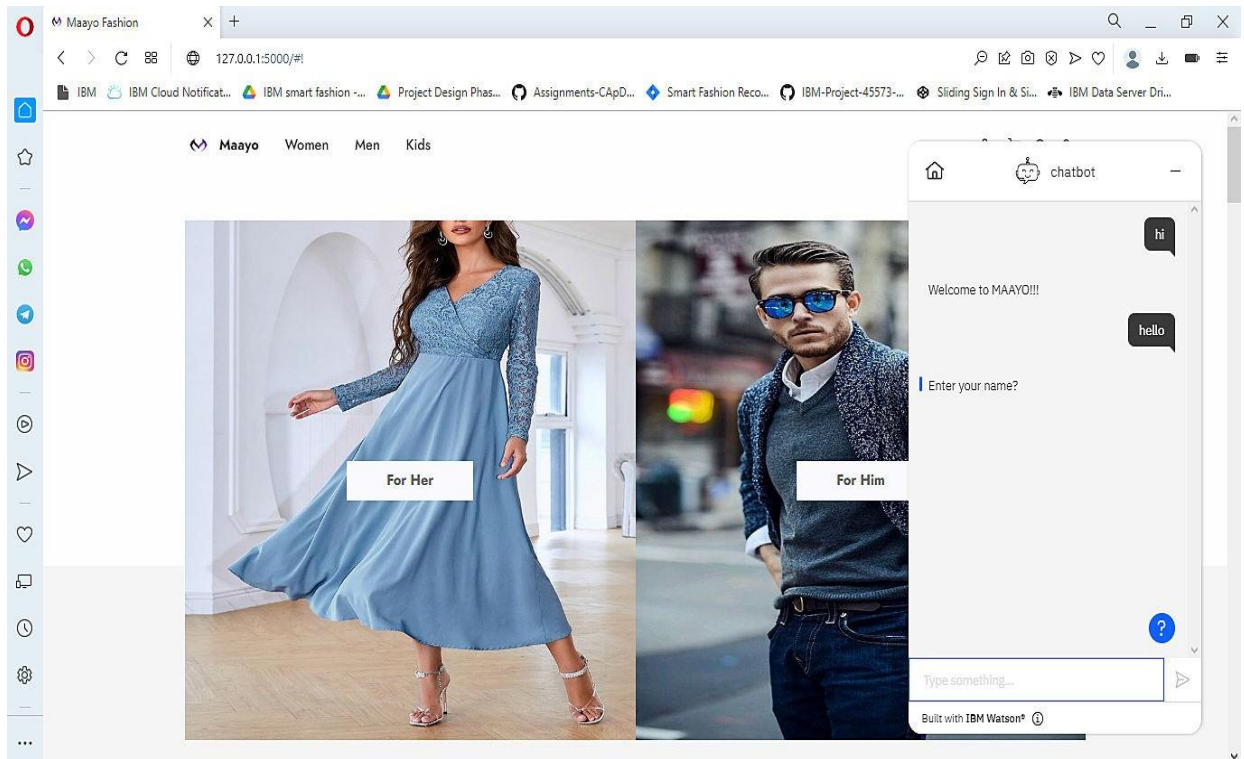 Maayo Fashion
127.0.0.1:5000/#!
IBM IBM Cloud Notificat... IBM smart fashion -... Project Design Phas... Assignments-CApD... Smart Fashion Reco... IBM-Project-45573-... Sliding Sign In & Si... IBM Data Server Dri...
Maayo Women Men Kids
chatbot
hi
Welcome to MAAYO!!!
hello
Enter your name?
For Her
For Him
?
Type something...
Built with IBM Watson®